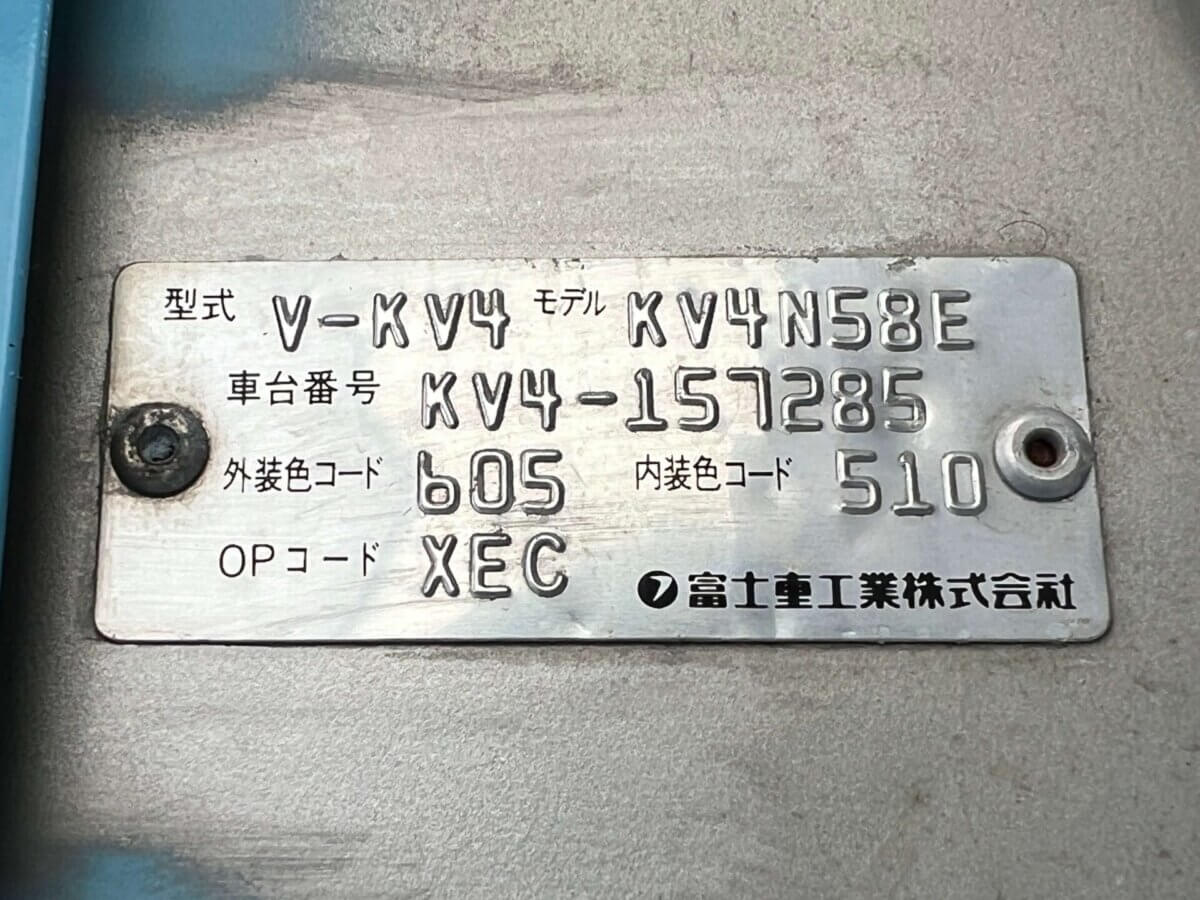 型式 V-KV4 モデル KV4N58E
車台番号 KV4-157285
外装色コード 605 内装色コード 510
OPコード XEC
富士重工業株式会社